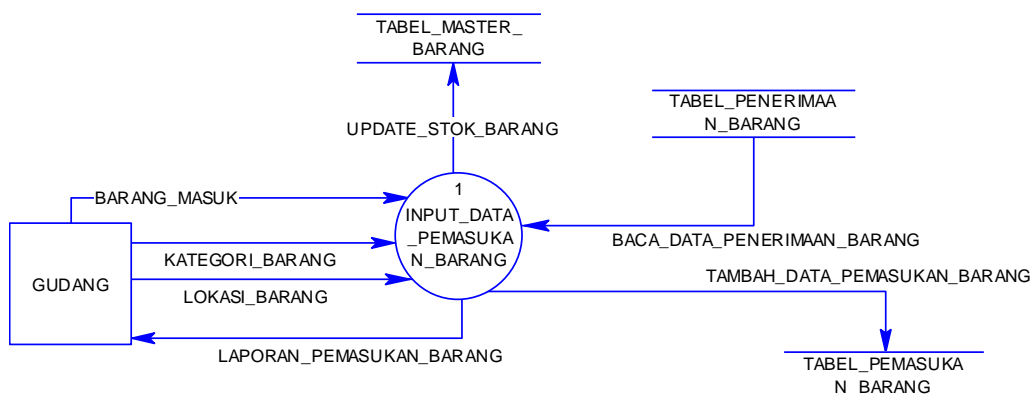 TABEL_MASTER_
BARANG
TABEL_PENERIMAA
N_BARANG
UPDATE_STOK_BARANG
BARANG_MASUK
1
INPUT_DATA
_PEMASUKA
N_BARANG
GUDANG
KATEGORI_BARANG
LOKASI_BARANG
LAPORAN_PEMASUKAN_BARANG
BACA_DATA_PENERIMAAN_BARANG
TAMBAH_DATA_PEMASUKAN_BARANG
TABEL_PEMASUKA
N_BARANG